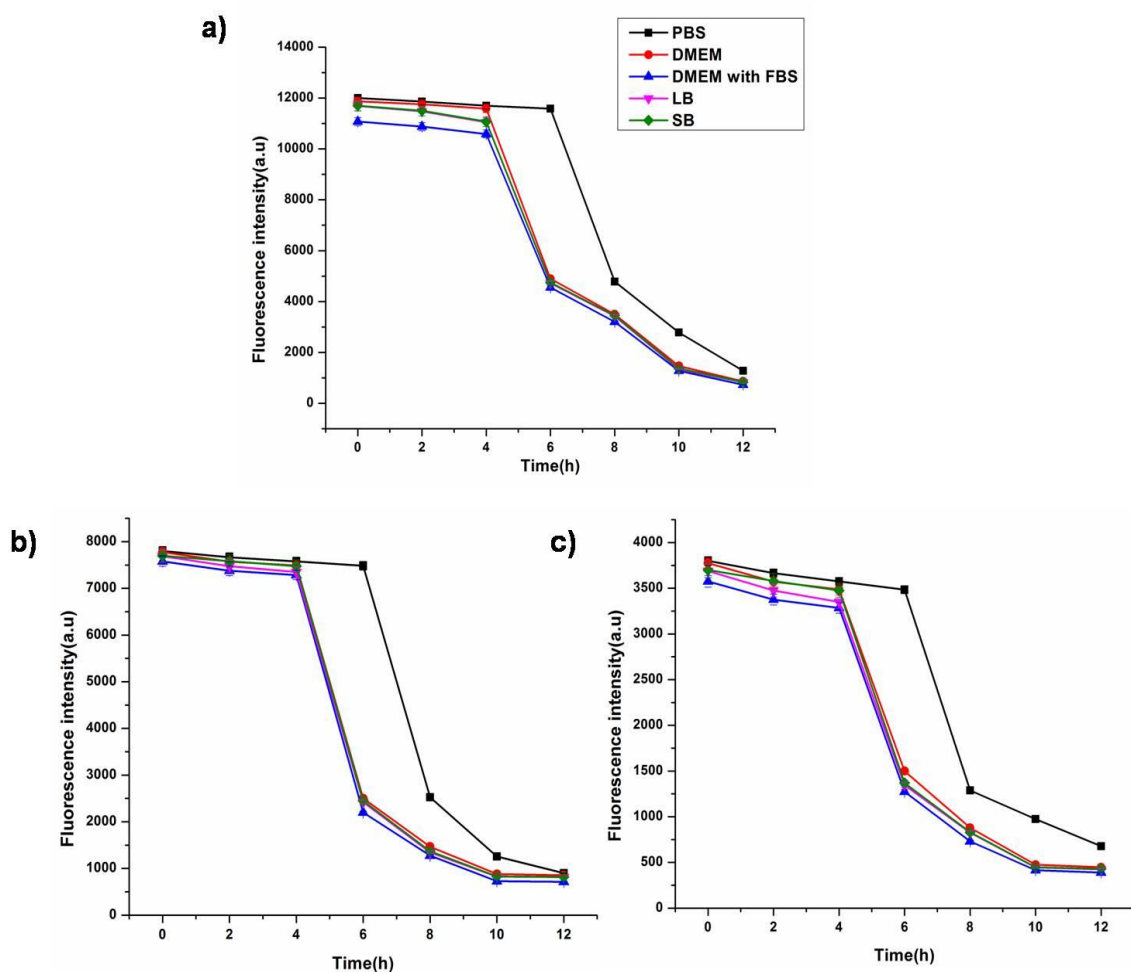 a)
PBS
DMEM
DMEM with FBS
LB
SB
14000
12000
10000
8000
6000
4000
2000
0
Fluorescence intensity(a.u)
0 2 4 6 8 10 12
Time(h)
b)
8000
7000
6000
5000
4000
3000
2000
1000
0
Fluorescence intensity(a.u)
0 2 4 6 8 10 12
Time(h)
c)
4000
3500
3000
2500
2000
1500
1000
500
0
Fluorescence intensity(a.u)
0 2 4 6 8 10 12
Time(h)